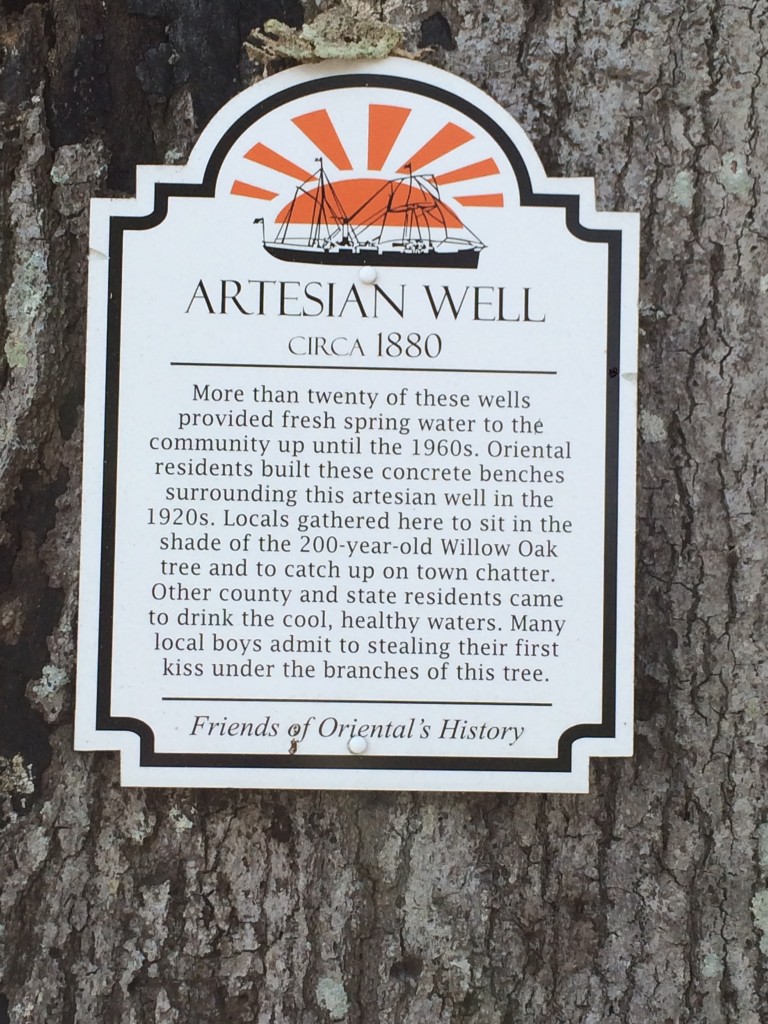 ARTESIAN WELL
CIRCA 1880
More than twenty of these wells
provided fresh spring water to the
community up until the 1960s. Oriental
residents built these concrete benches
surrounding this artesian well in the
1920s. Locals gathered here to sit in the
shade of the 200-year-old Willow Oak
tree and to catch up on town chatter.
Other county and state residents came
to drink the cool, healthy waters. Many
local boys admit to stealing their first
kiss under the branches of this tree.
Friends of Oriental's History